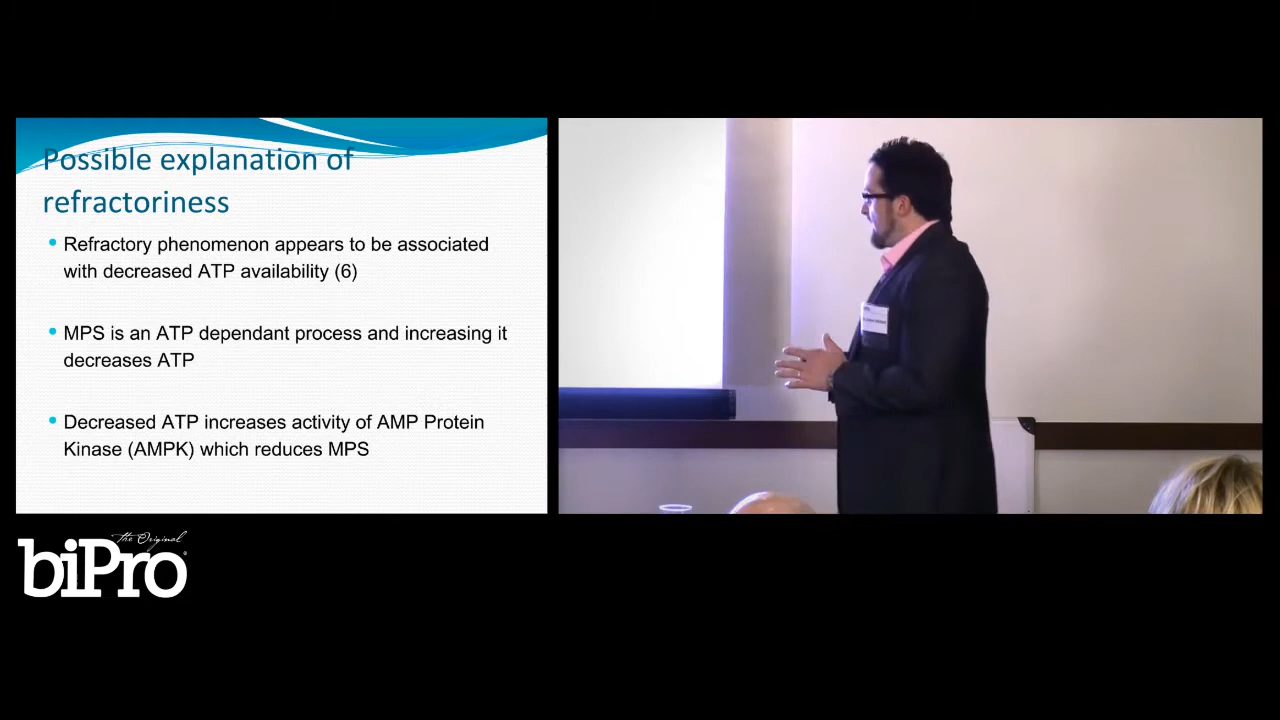 Possible explanation of
refractoriness
Refractory phenomenon appears to be associated
with decreased ATP availability (6)
MPS is an ATP dependant process and increasing it
decreases ATP
Decreased ATP increases activity of AMP Protein
Kinase (AMPK) which reduces MPS
the Original
biPro